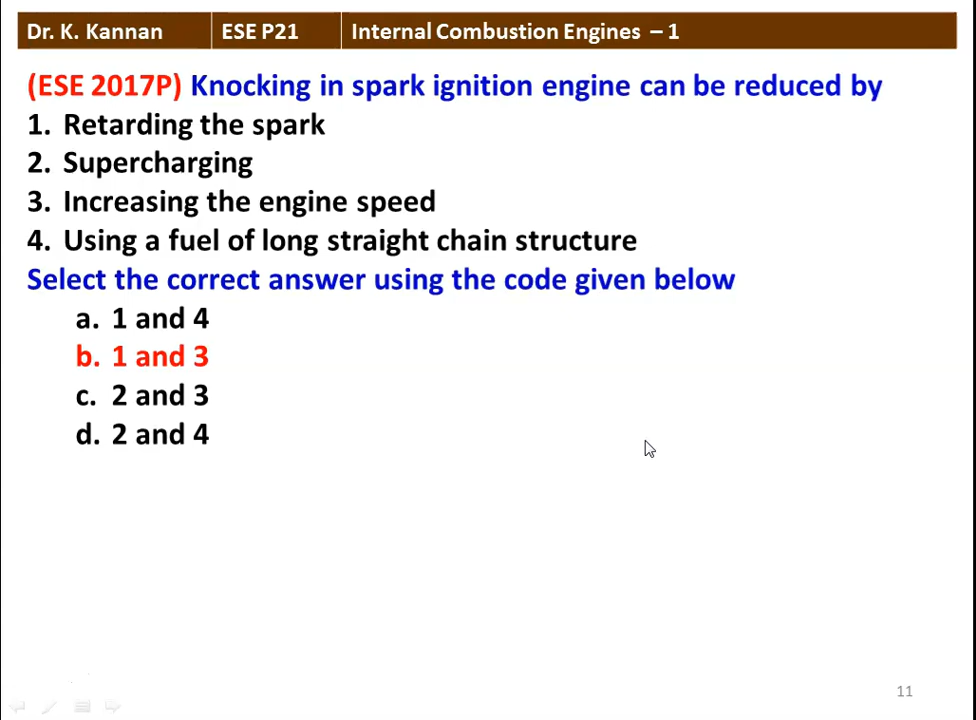 Dr. K. Kannan ESE P21 Internal Combustion Engines – 1
(ESE 2017P) Knocking in spark ignition engine can be reduced by
1. Retarding the spark
2. Supercharging
3. Increasing the engine speed
4. Using a fuel of long straight chain structure
Select the correct answer using the code given below
a. 1 and 4
b. 1 and 3
c. 2 and 3
d. 2 and 4
11